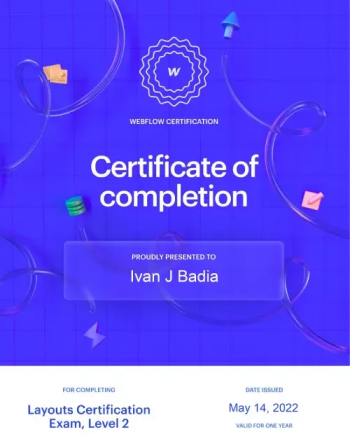 W
WEBFLOW CERTIFICATION
Certificate of
completion
PROUDLY PRESENTED TO
Ivan J Badia
FOR COMPLETING
Layouts Certification
Exam, Level 2
DATE ISSUED
May 14, 2022
VALID FOR ONE YEAR